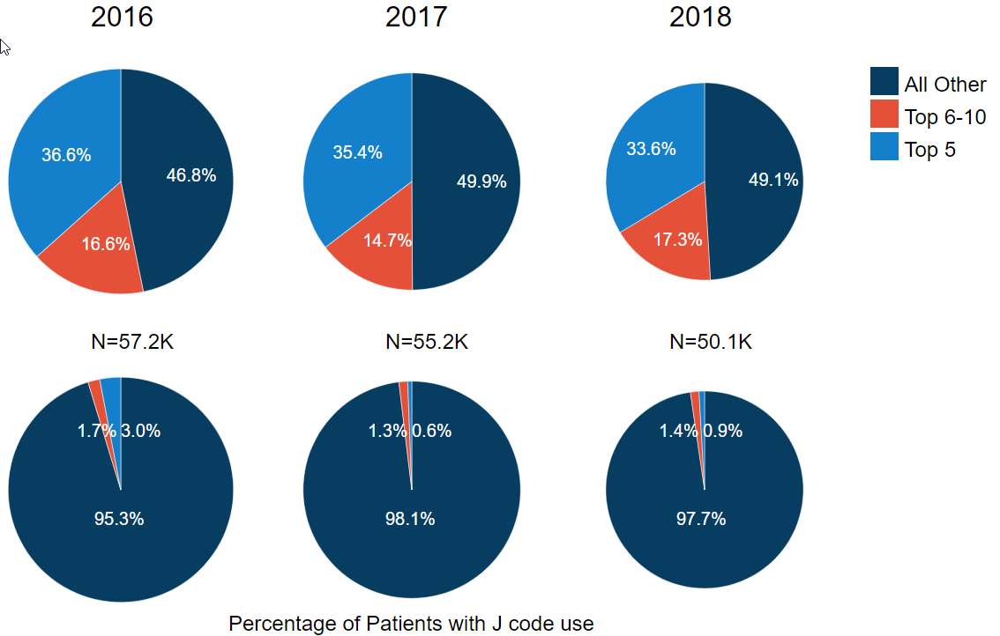 2016 2017 2018
All Other
Top 6-10
Top 5
36.6% 46.8% 16.6%
35.4% 49.9% 14.7%
33.6% 49.1% 17.3%
N=57.2K N=55.2K N=50.1K
1.7% 3.0% 95.3%
1.3% 0.6% 98.1%
1.4% 0.9% 97.7%
Percentage of Patients with J code use